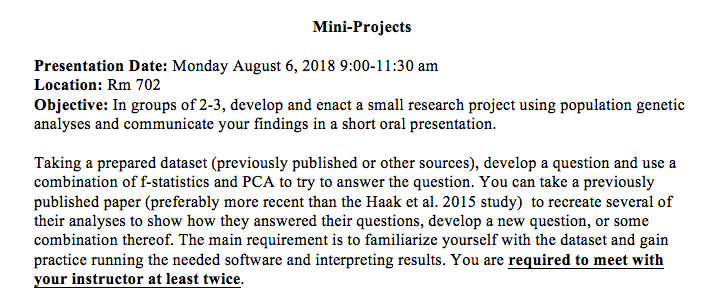 Mini-Projects
Presentation Date: Monday August 6, 2018 9:00-11:30 am
Location: Rm 702
Objective: In groups of 2-3, develop and enact a small research project using population genetic
analyses and communicate your findings in a short oral presentation.
Taking a prepared dataset (previously published or other sources), develop a question and use a
combination of f-statistics and PCA to try to answer the question. You can take a previously
published paper (preferably more recent than the Haak et al. 2015 study)  to recreate several of
their analyses to show how they answered their questions, develop a new question, or some
combination thereof. The main requirement is to familiarize yourself with the dataset and gain
practice running the needed software and interpreting results. You are required to meet with
your instructor at least twice.